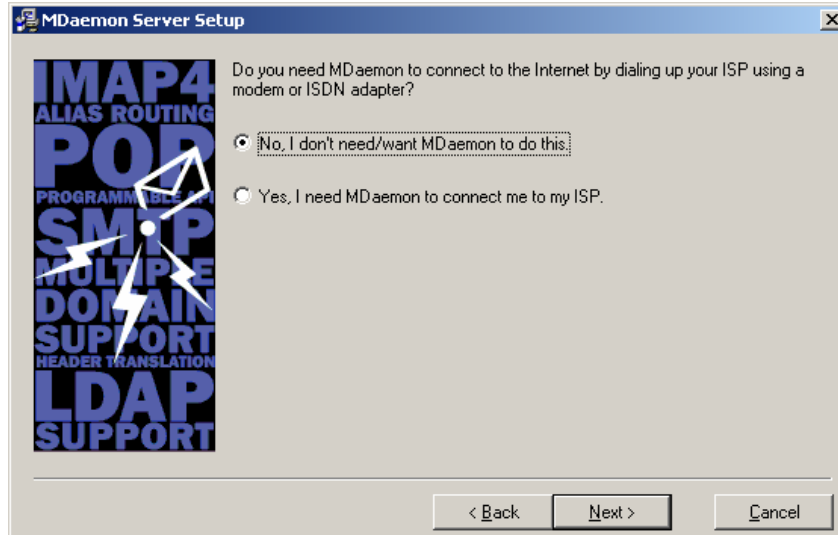 MDaemon Server Setup
IMAP4
ALIAS ROUTING
POP
PROGRAMMABLE API
SMTP
MULTIPLE
DOMAIN
SUPPORT
HEADER TRANSLATION
LDAP
SUPPORT
Do you need MDaemon to connect to the Internet by dialing up your ISP using a
modem or ISDN adapter?
No, I don't need/want MDaemon to do this.
Yes, I need MDaemon to connect me to my ISP.
< Back
Next >
Cancel